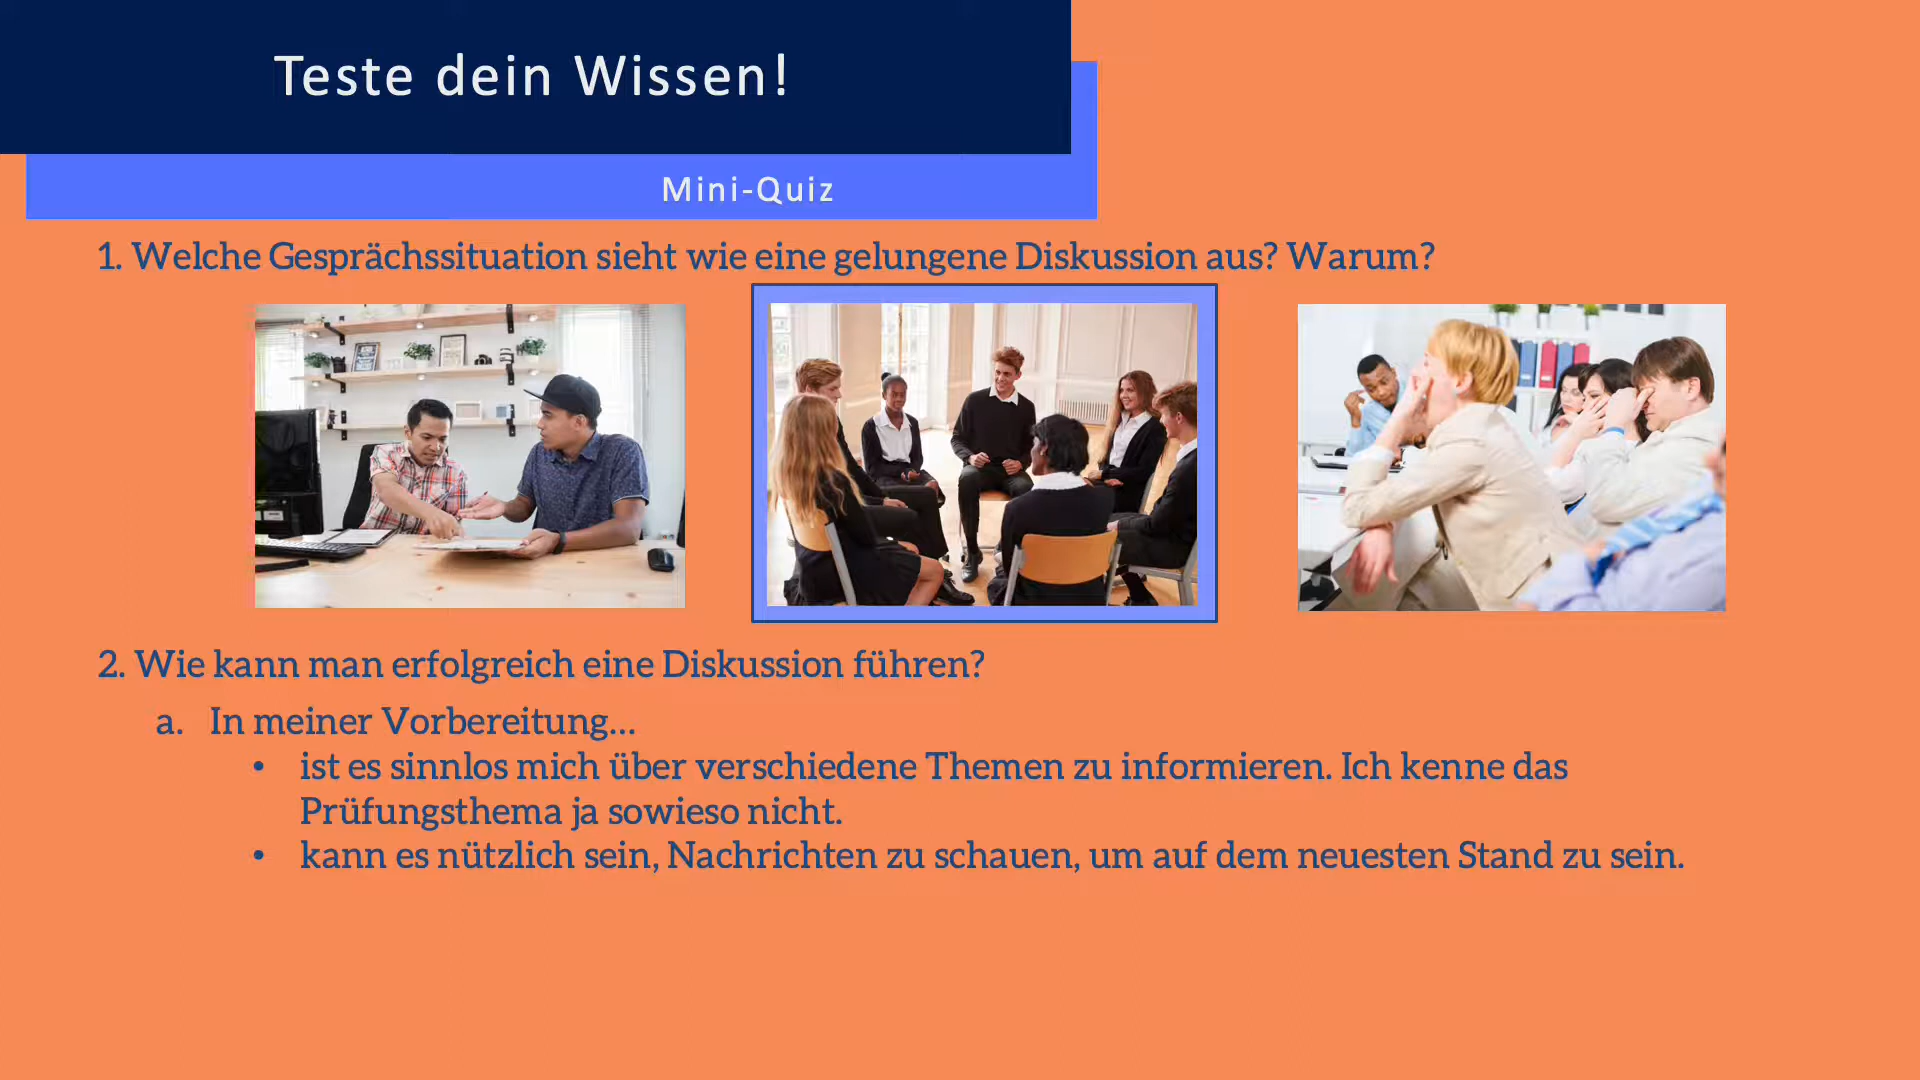 Teste dein Wissen!
Mini-Quiz
1. Welche Gesprächssituation sieht wie eine gelungene Diskussion aus? Warum?
2. Wie kann man erfolgreich eine Diskussion führen?
a. In meiner Vorbereitung...
• ist es sinnlos mich über verschiedene Themen zu informieren. Ich kenne das
Prüfungsthema ja sowieso nicht.
• kann es nützlich sein, Nachrichten zu schauen, um auf dem neuesten Stand zu sein.